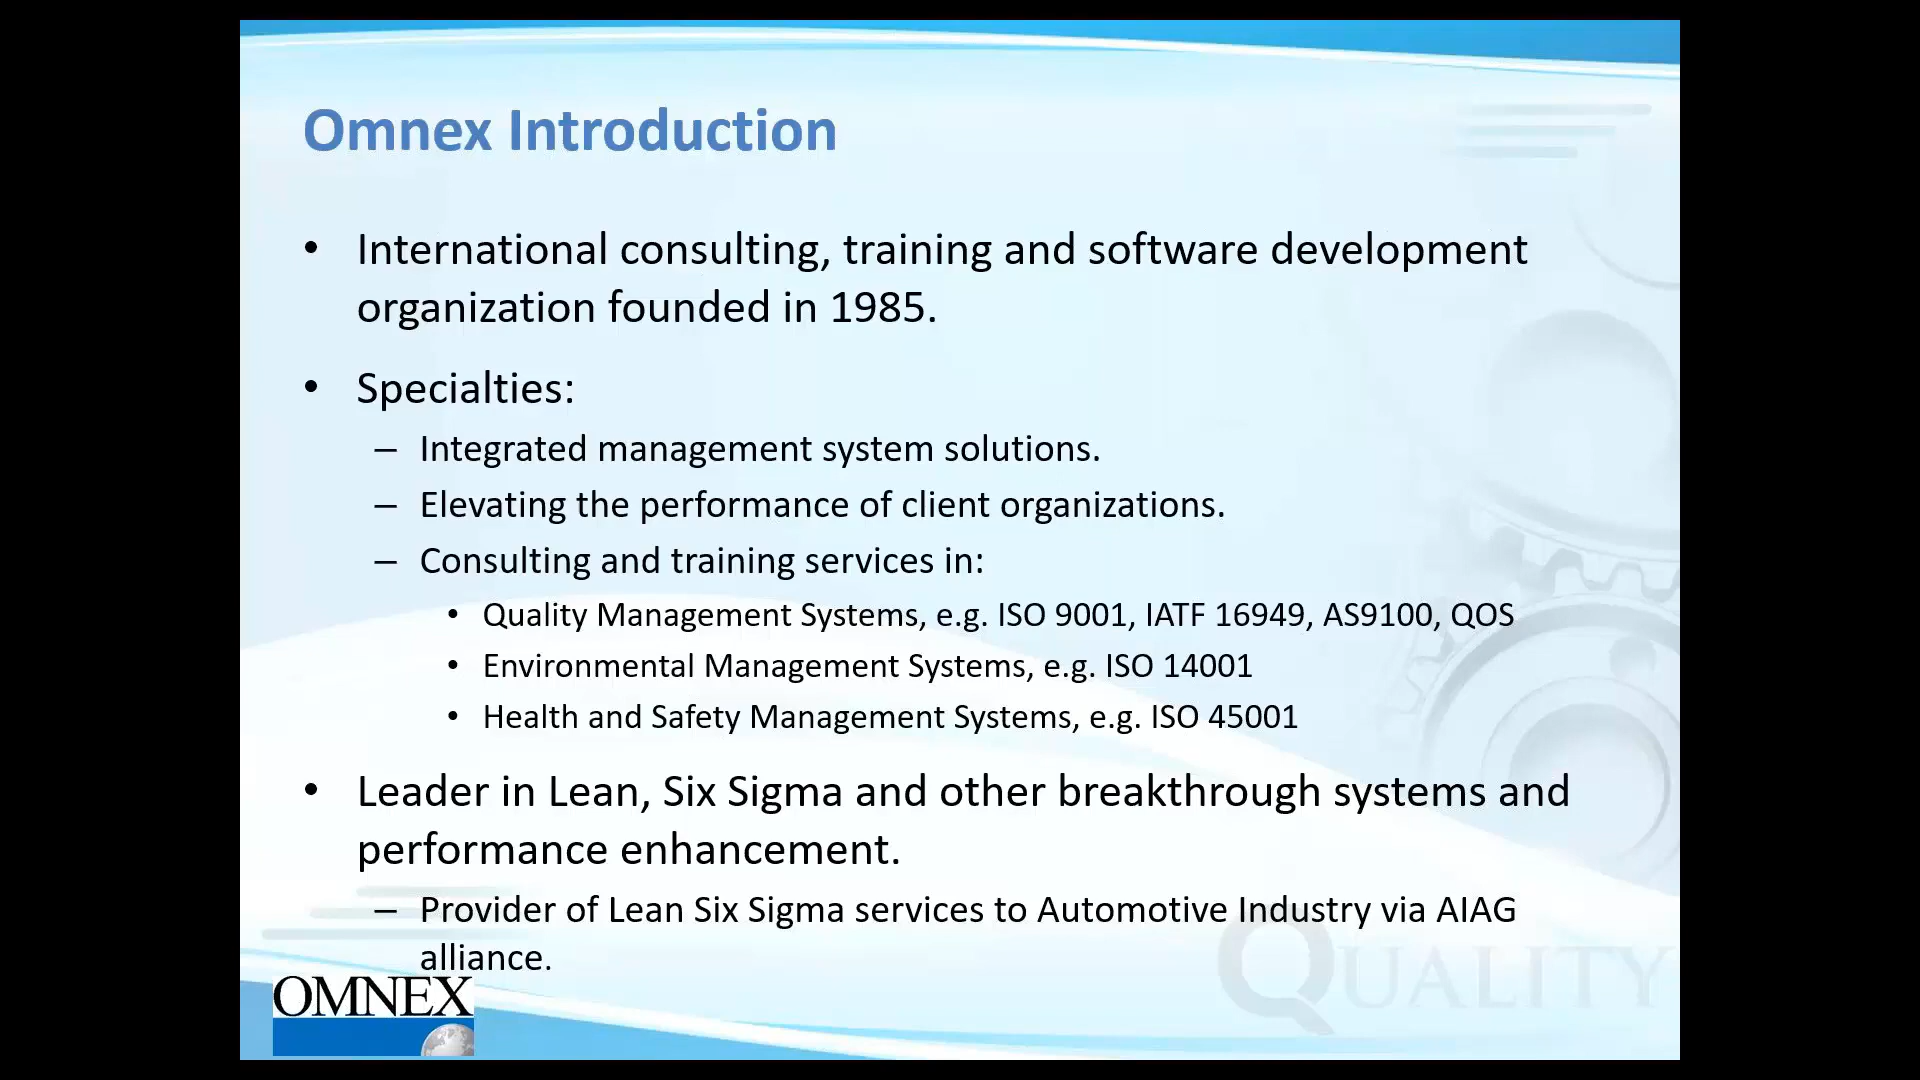 Omnex Introduction
• International consulting, training and software development
organization founded in 1985.
• Specialties:
– Integrated management system solutions.
– Elevating the performance of client organizations.
– Consulting and training services in:
• Quality Management Systems, e.g. ISO 9001, IATF 16949, AS9100, QOS
• Environmental Management Systems, e.g. ISO 14001
• Health and Safety Management Systems, e.g. ISO 45001
• Leader in Lean, Six Sigma and other breakthrough systems and
performance enhancement.
– Provider of Lean Six Sigma services to Automotive Industry via AIAG
alliance.
OMNEX
QUALITY